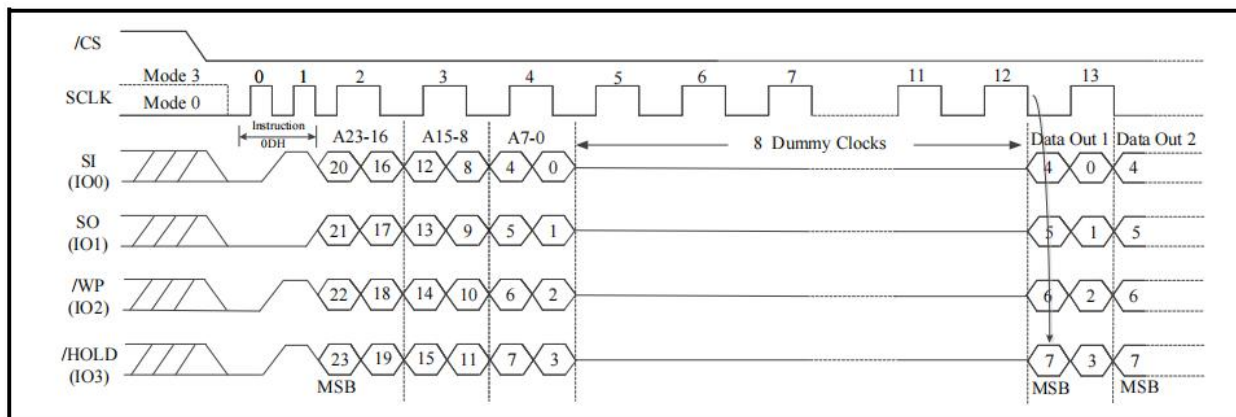 /CS
Mode 3 0 1 2 3 4 5 6 7 11 12 13
SCLK Mode 0
Instruction
0DH
A23-16 A15-8 A7-0 8 Dummy Clocks Data Out 1 Data Out 2
SI
(IO0) 20 16 12 8 4 0 4 0 4
SO
(IO1) 21 17 13 9 5 1 5 1 5
/WP
(IO2) 22 18 14 10 6 2 6 2 6
/HOLD
(IO3) 23 19 15 11 7 3 7 3 7
MSB MSB MSB